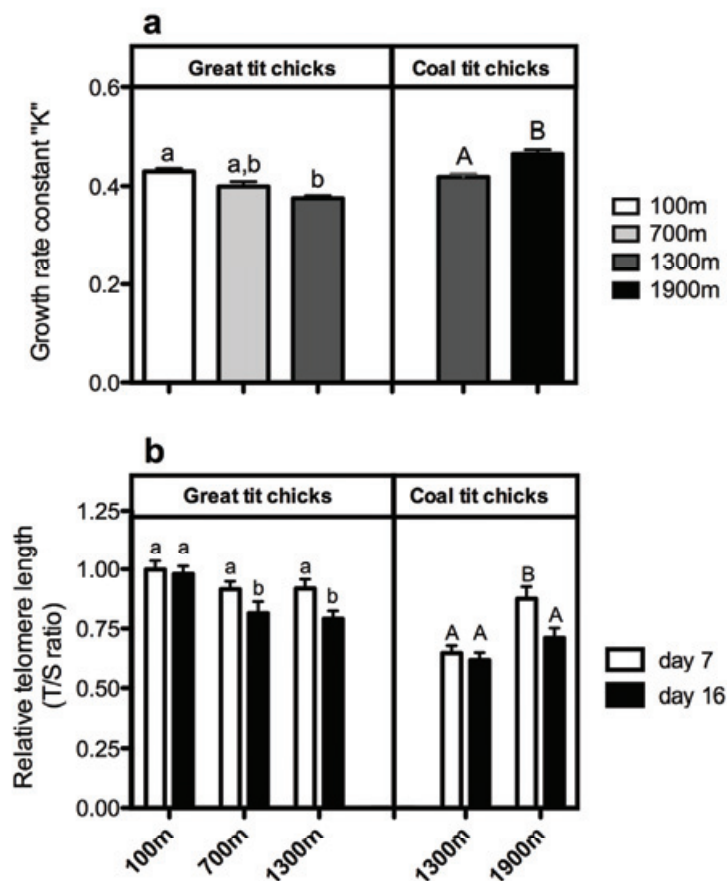 a
Great tit chicks Coal tit chicks
Growth rate constant "K"
0.6
0.4
0.2
0.0
a a,b b A B
100m
700m
1300m
1900m
b
Great tit chicks Coal tit chicks
Relative telomere length
(T/S ratio)
1.25
1.00
0.75
0.50
0.25
0.00
a a a b a b A A B A
day 7
day 16
100m 700m 1300m 1300m 1900m